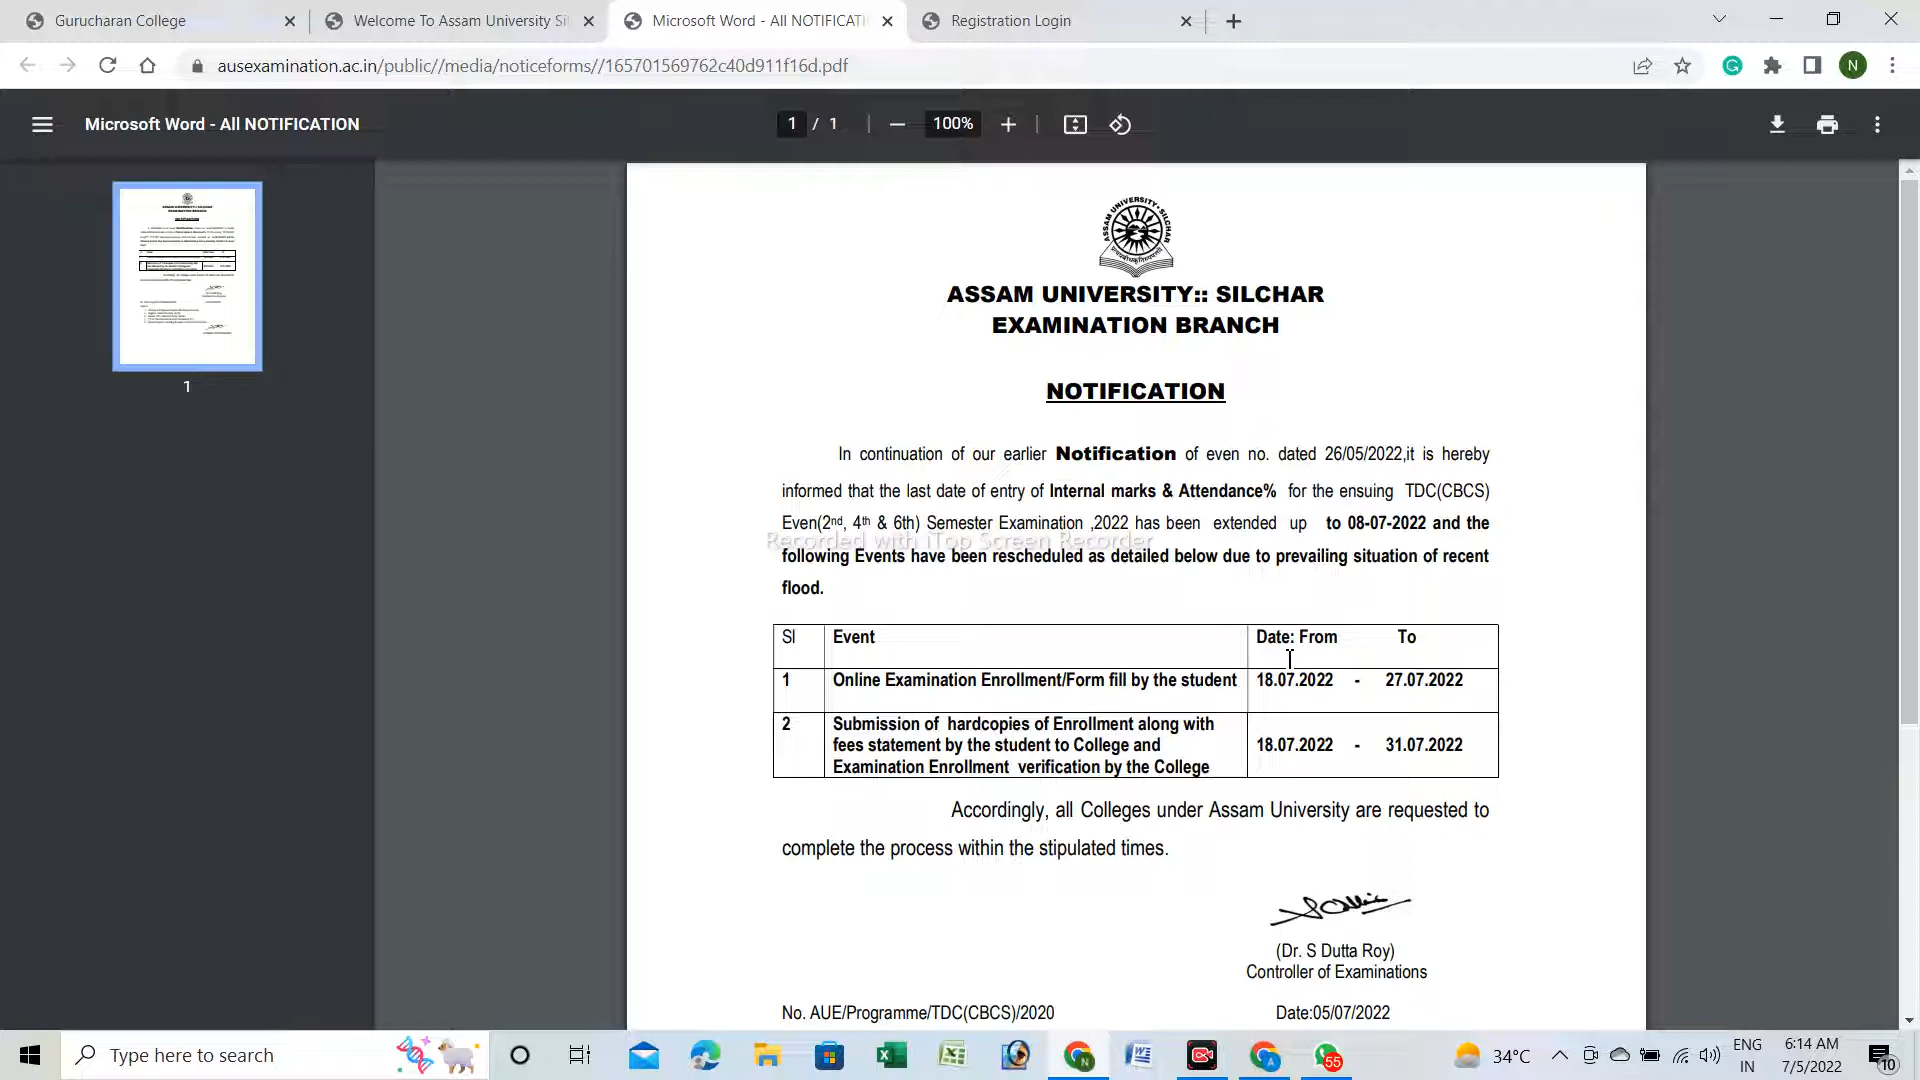 Gurucharan College
Welcome To Assam University Sil
Microsoft Word - All NOTIFICATI
Registration Login
ausexamination.ac.in/public//media/noticeforms//165701569762c40d911f16d.pdf
N
Microsoft Word - All NOTIFICATION
1 / 1
100%
1
ASSAM UNIVERSITY • SILCHAR
ASSAM UNIVERSITY:: SILCHAR
EXAMINATION BRANCH
NOTIFICATION
In continuation of our earlier Notification of even no. dated 26/05/2022,it is hereby
informed that the last date of entry of Internal marks & Attendance% for the ensuing TDC(CBCS)
Even(2nd, 4th & 6th) Semester Examination ,2022 has been extended up to 08-07-2022 and the
Recorded with iTop Screen Recorder
following Events have been rescheduled as detailed below due to prevailing situation of recent
flood.
Sl Event Date: From To
1 Online Examination Enrollment/Form fill by the student 18.07.2022 - 27.07.2022
2 Submission of hardcopies of Enrollment along with
fees statement by the student to College and 18.07.2022 - 31.07.2022
Examination Enrollment verification by the College
Accordingly, all Colleges under Assam University are requested to
complete the process within the stipulated times.
(Dr. S Dutta Roy)
Controller of Examinations
No. AUE/Programme/TDC(CBCS)/2020 Date:05/07/2022
Type here to search
55
34°C
ENG
IN
6:14 AM
7/5/2022
10